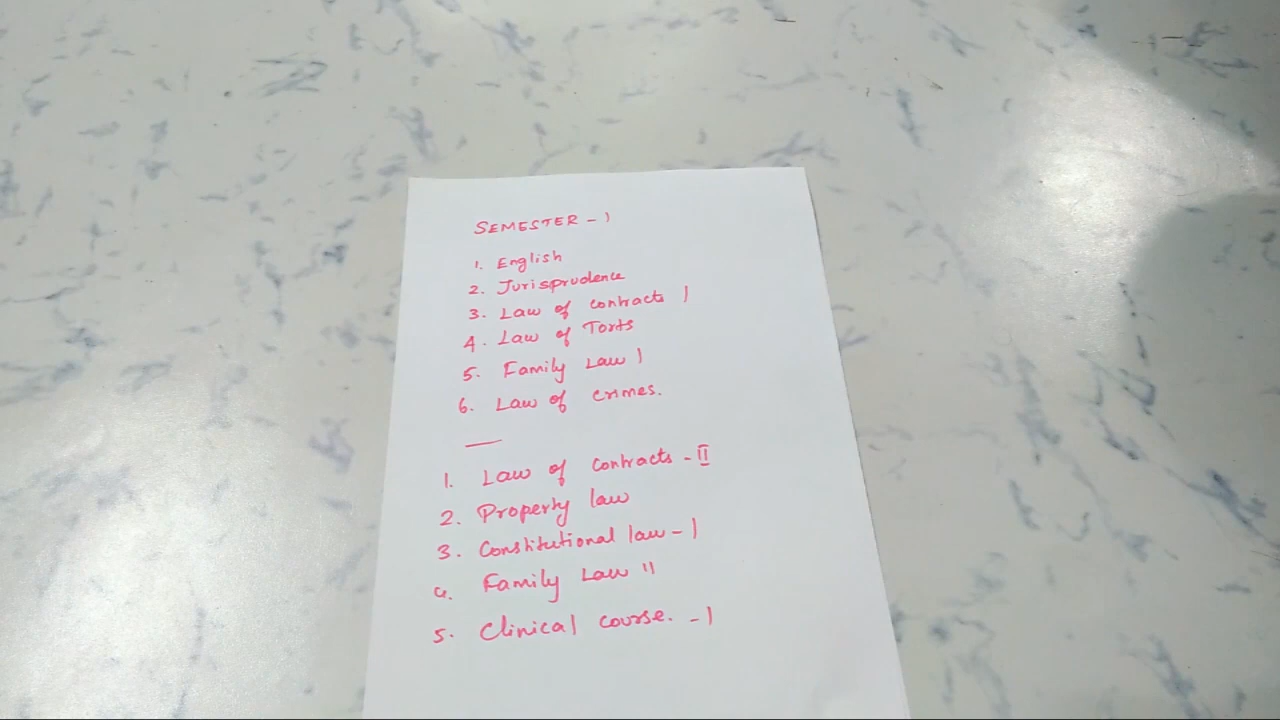 SEMESTER - 1
1. English
2. Jurisprudence
3. Law of contracts 1
4. Law of Torts
5. Family Law 1
6. Law of crimes.
1. Law of contracts - II
2. Property law
3. Constitutional law - 1
4. Family Law 11
5. Clinical course. - 1